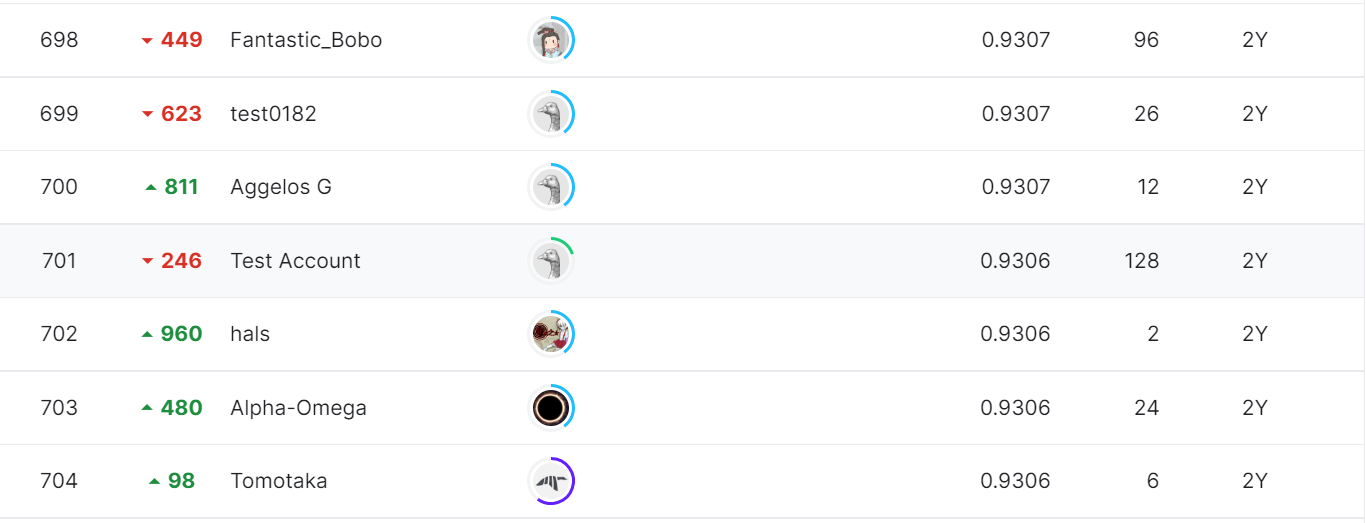 698 449 Fantastic_Bobo 0.9307 96 2Y
699 623 test0182 0.9307 26 2Y
700 811 Aggelos G 0.9307 12 2Y
701 246 Test Account 0.9306 128 2Y
702 960 hals 0.9306 2 2Y
703 480 Alpha-Omega 0.9306 24 2Y
704 98 Tomotaka 0.9306 6 2Y